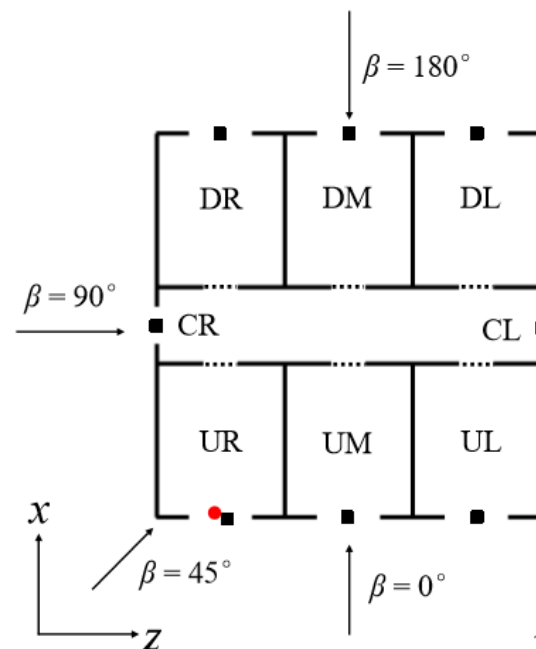 β = 180°
DR DM DL
β = 90°
CR CL
UR UM UL
x
β = 45°
β = 0°
z